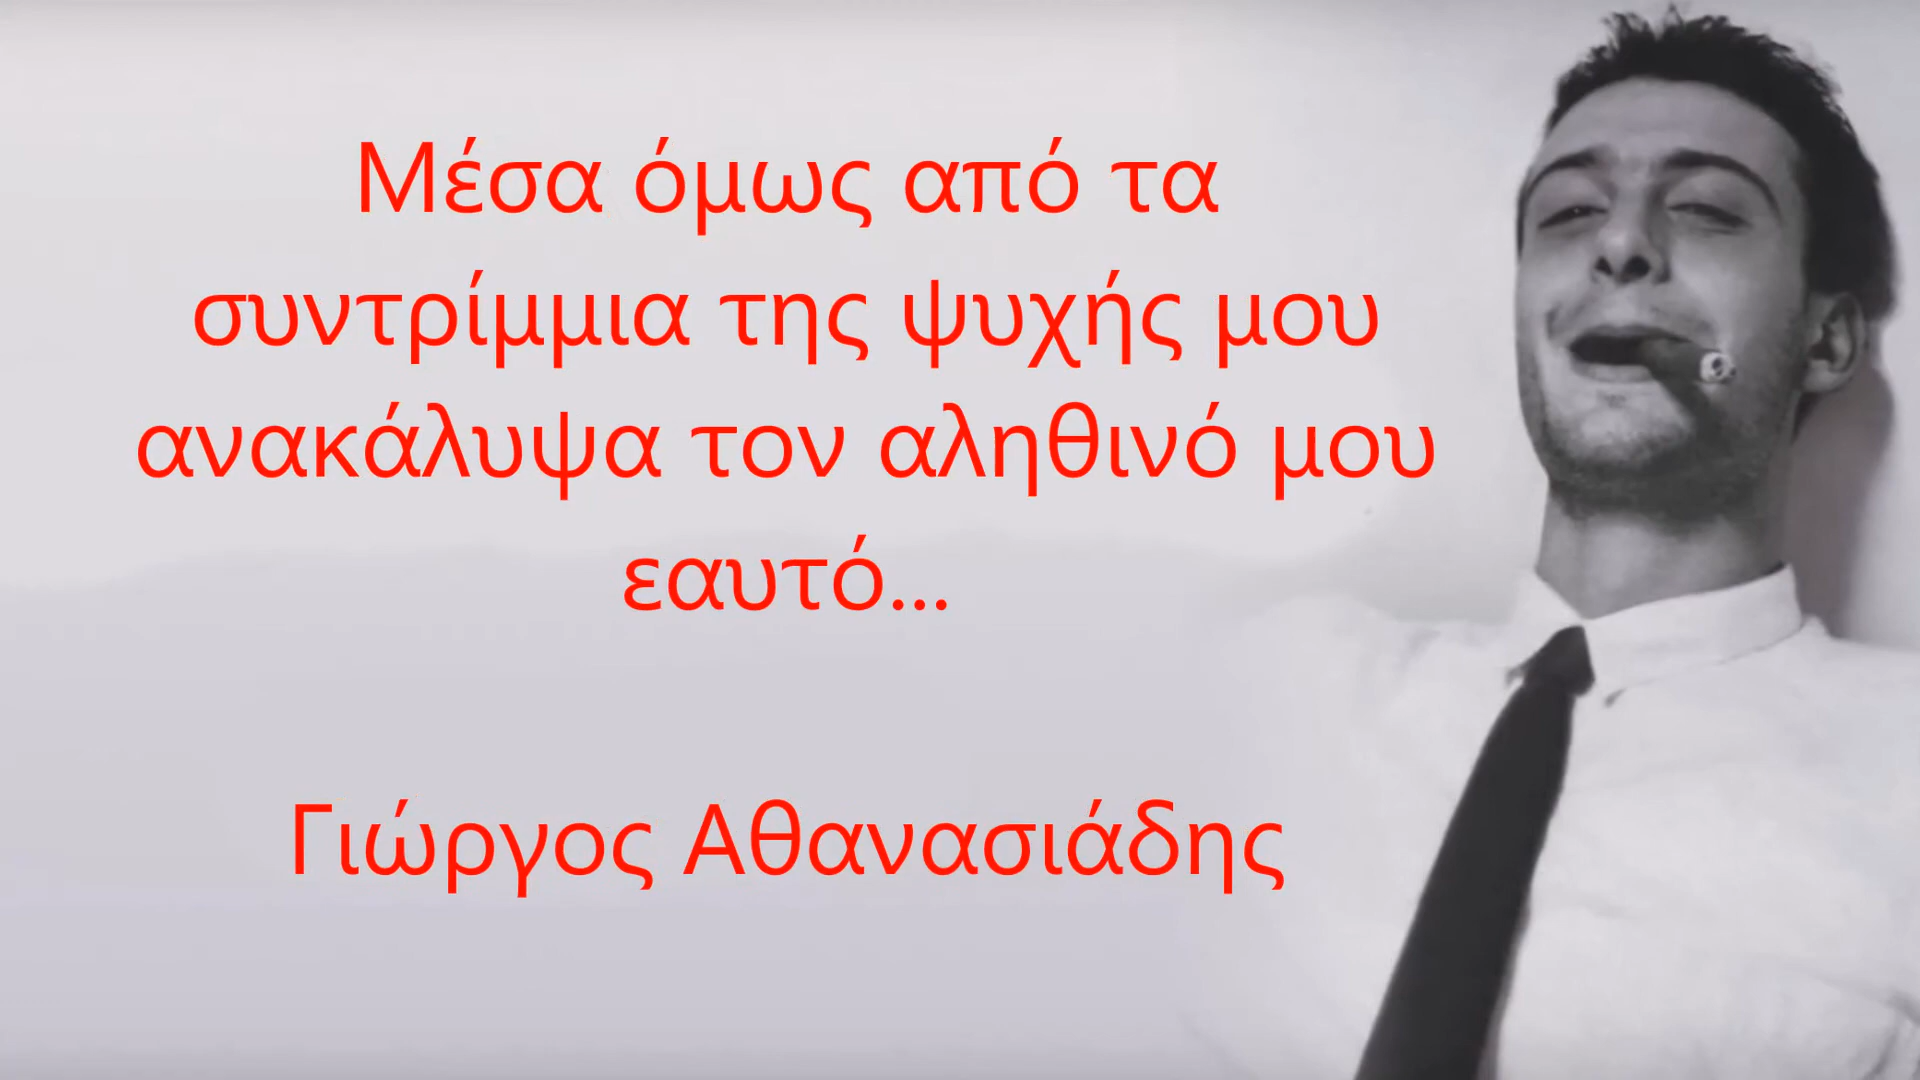 Μέσα όμως από τα
συντρίμμια της ψυχής μου
ανακάλυψα τον αληθινό μου
εαυτό...
Γιώργος Αθανασιάδης